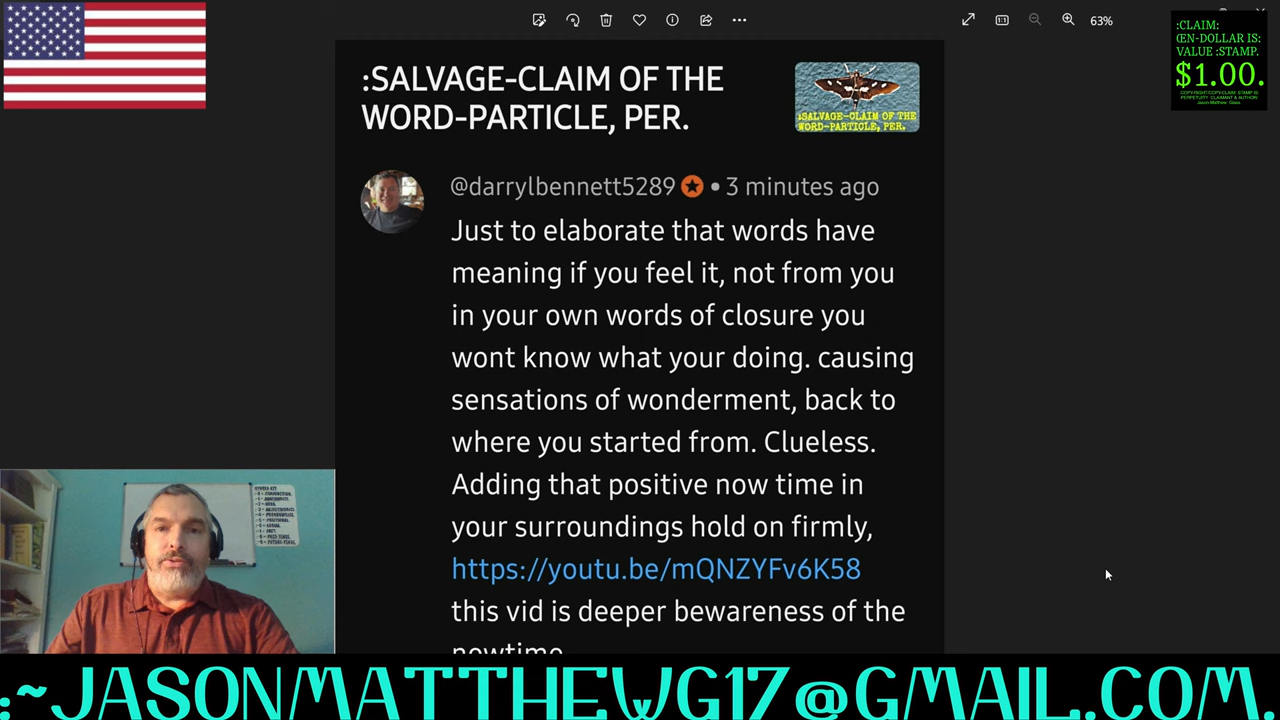 63%
:CLAIM:
ŒN-DOLLAR IS:
VALUE :STAMP.
$1.00.
:SALVAGE-CLAIM OF THE
WORD-PARTICLE, PER.
:SALVAGE-CLAIM OF THE
WORD-PARTICLE, PER.
@darrylbennett5289 • 3 minutes ago
Just to elaborate that words have
meaning if you feel it, not from you
in your own words of closure you
wont know what your doing. causing
sensations of wonderment, back to
where you started from. Clueless.
Adding that positive now time in
your surroundings hold on firmly,
https://youtu.be/mQNZYFv6K58
this vid is deeper bewareness of the
nowtime
:~JASONMATTHEWG17@GMAIL.COM.